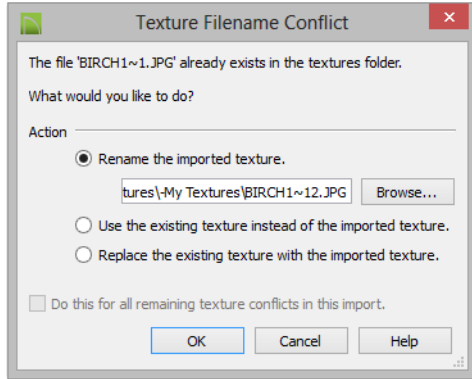 Texture Filename Conflict
The file 'BIRCH1~1.JPG' already exists in the textures folder.
What would you like to do?
Action
Rename the imported texture.
tures\-My Textures\BIRCH1~12.JPG Browse...
Use the existing texture instead of the imported texture.
Replace the existing texture with the imported texture.
Do this for all remaining texture conflicts in this import.
OK Cancel Help